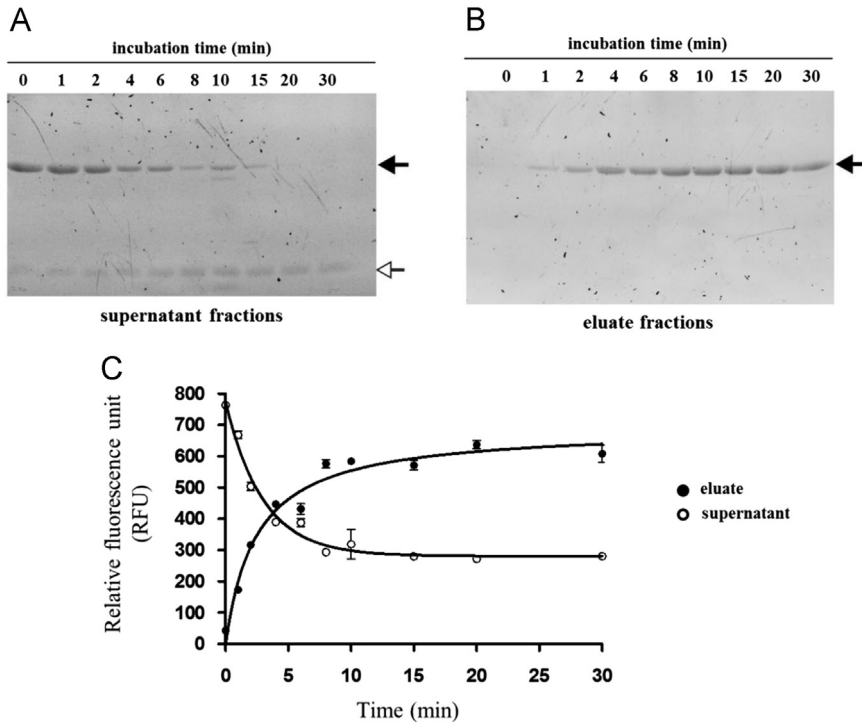 A
incubation time (min)
0 1 2 4 6 8 10 15 20 30
supernatant fractions
B
incubation time (min)
0 1 2 4 6 8 10 15 20 30
eluate fractions
C
Relative fluorescence unit
(RFU)
800
700
600
500
400
300
200
100
0
0 5 10 15 20 25 30
Time (min)
eluate
supernatant